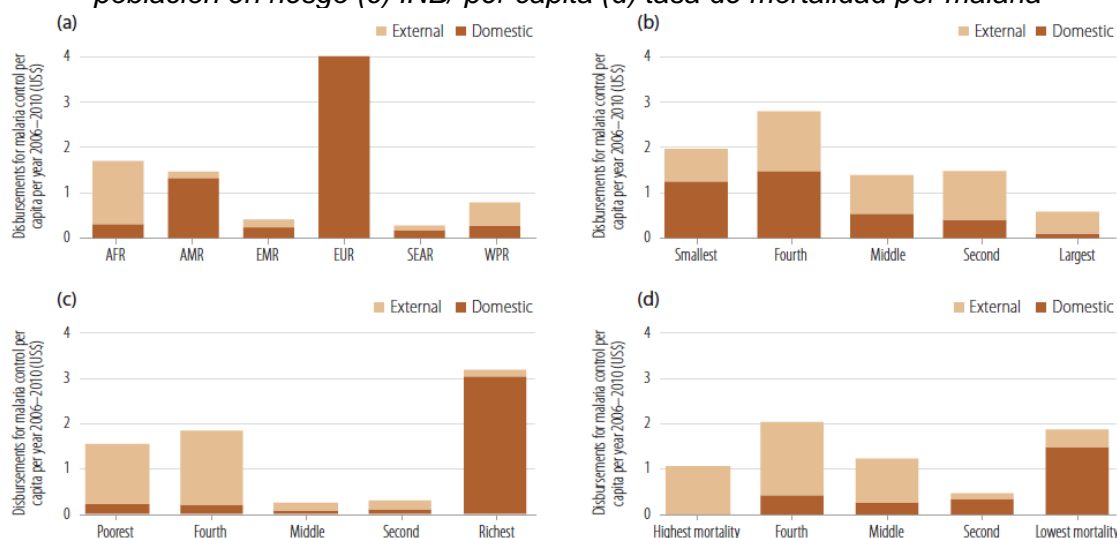 población en riesgo (c) INB/ per cápita (d) tasa de mortalidad por malaria
(a)
External Domestic
Disbursements for malaria control per
capita per year 2006–2010 (US$)
4
3
2
1
0
AFR AMR EMR EUR SEAR WPR
(b)
External Domestic
Disbursements for malaria control per
capita per year 2006–2010 (US$)
4
3
2
1
0
Smallest Fourth Middle Second Largest
(c)
External Domestic
Disbursements for malaria control per
capita per year 2006–2010 (US$)
4
3
2
1
0
Poorest Fourth Middle Second Richest
(d)
External Domestic
Disbursements for malaria control per
capita per year 2006–2010 (US$)
4
3
2
1
0
Highest mortality Fourth Middle Second Lowest mortality